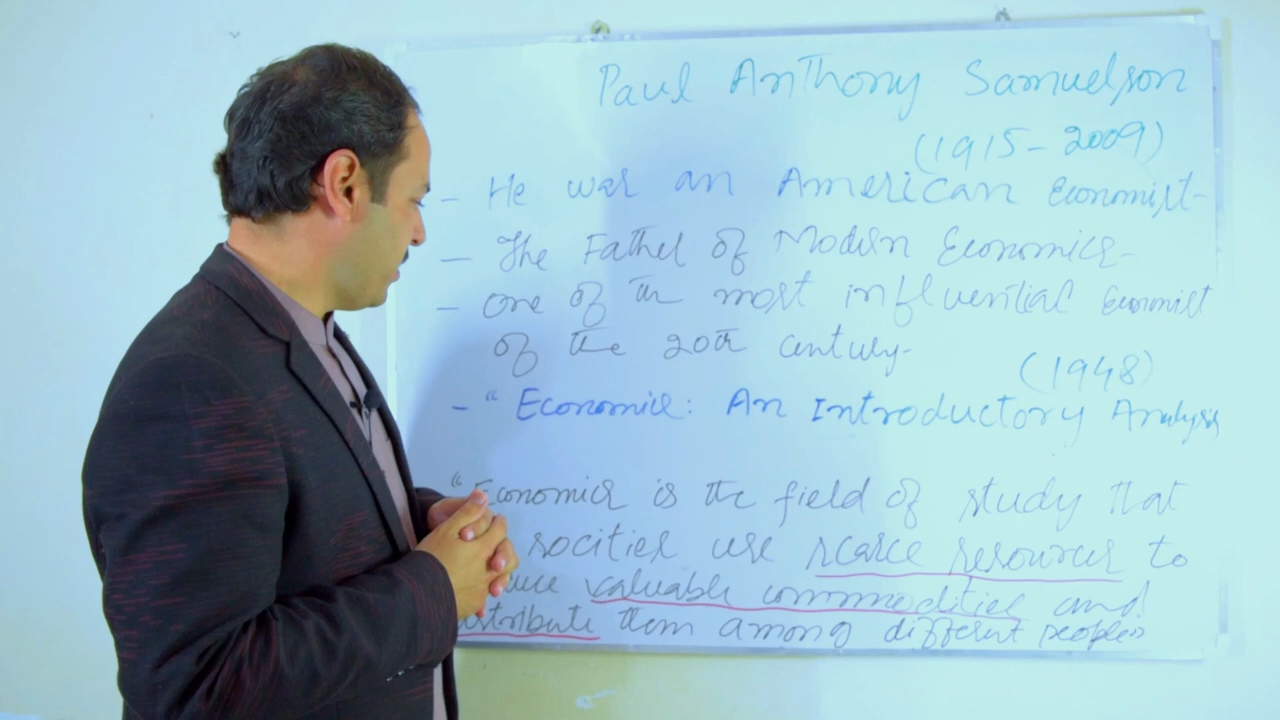 Paul Anthony Samuelson
(1915-2009)
- He was an American Economist-
- The Father of Modern Economics-
- One of the most influential Economist
of the 20th century-
(1948)
- "Economics: An Introductory Analysis
"Economics is the field of study that
socities use scarce resources to
valuable commodities and
distribute them among different peoples